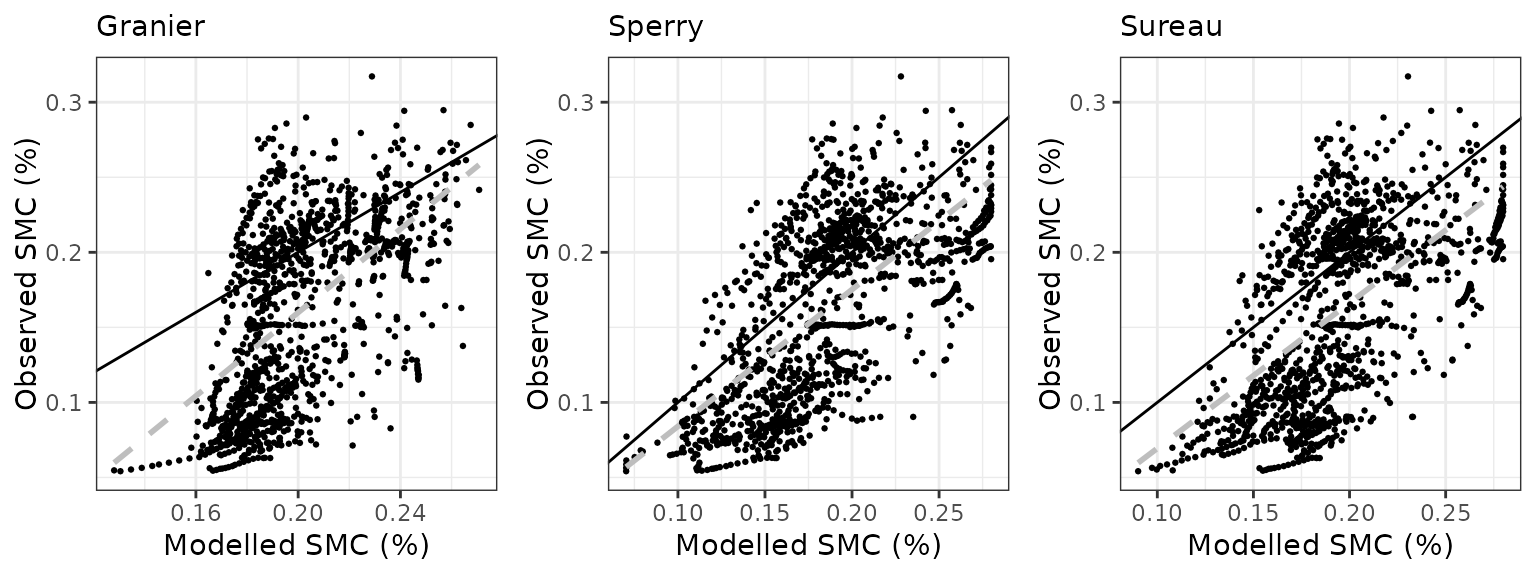 Granier
Sperry
Sureau
Observed SMC (%)
0.3
0.2
0.1
0.16 0.20 0.24
Modelled SMC (%)
Observed SMC (%)
0.3
0.2
0.1
0.10 0.15 0.20 0.25
Modelled SMC (%)
Observed SMC (%)
0.3
0.2
0.1
0.10 0.15 0.20 0.25
Modelled SMC (%)